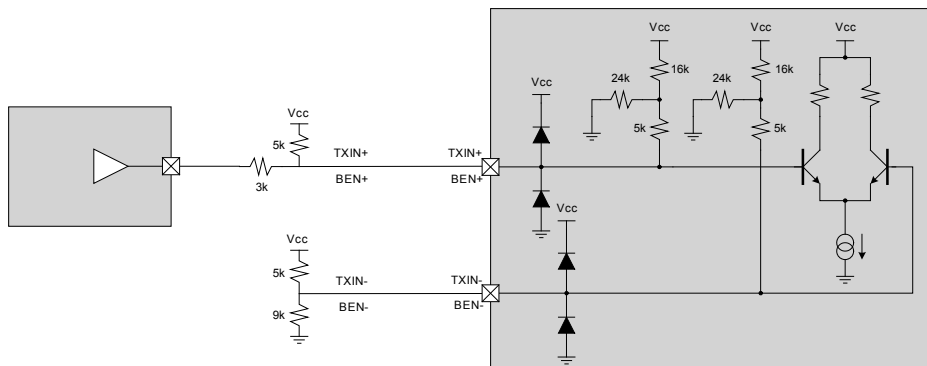 Vcc Vcc Vcc
Vcc 16k 16k
24k 24k
Vcc
5k 5k 5k
TXIN+ TXIN+
BEN+ BEN+
3k
Vcc
Vcc
5k TXIN- TXIN-
BEN- BEN-
9k